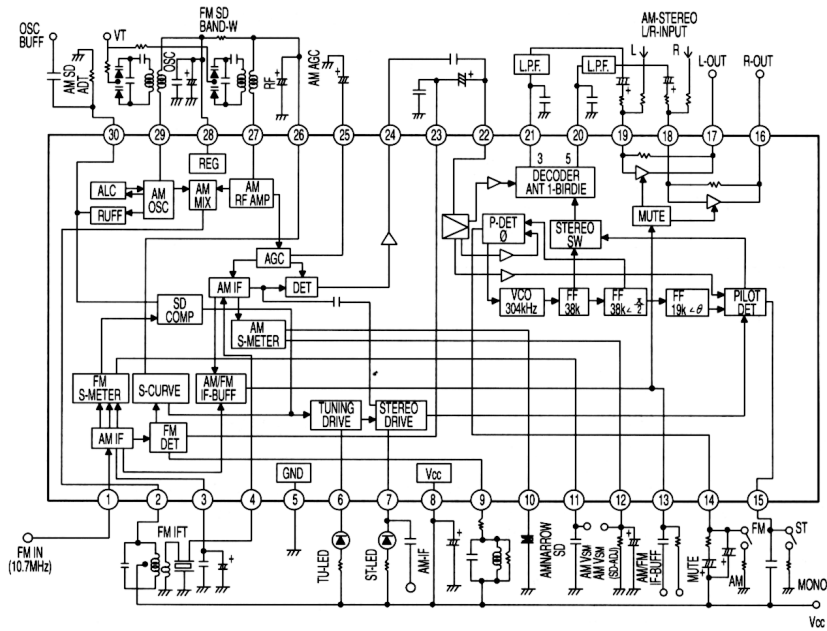 OSC
BUFF
AM SD
ADT
VT
FM SD
BAND-W
OSC
RF
AM AGC
AM-STEREO
L/R-INPUT
L
R
L-OUT
R-OUT
L.P.F.
L.P.F.
30
29
28
27
26
25
24
23
22
21
20
19
18
17
16
REG
3
5
ALC
RUFF
AM
OSC
AM
MIX
AM
RF AMP
DECODER
ANT 1-BIRDIE
MUTE
P-DET
Ø
STEREO
SW
AGC
AM IF
DET
SD
COMP
AM
S-METER
VCO
304kHz
FF
38k
FF
38k∠π/2
FF
19k∠θ
PILOT
DET
FM
S-METER
S-CURVE
AM/FM
IF-BUFF
TUNING
DRIVE
STEREO
DRIVE
AM IF
FM
DET
GND
Vcc
1
2
3
4
5
6
7
8
9
10
11
12
13
14
15
FM IN
(10.7MHz)
FM IFT
TU-LED
ST-LED
AM-IF
AMNARROW
SD
AM VSM
AM VSM
(SD-ADJ)
AM/FM
IF-BUFF
MUTE
FM
AM
ST
MONO
Vcc